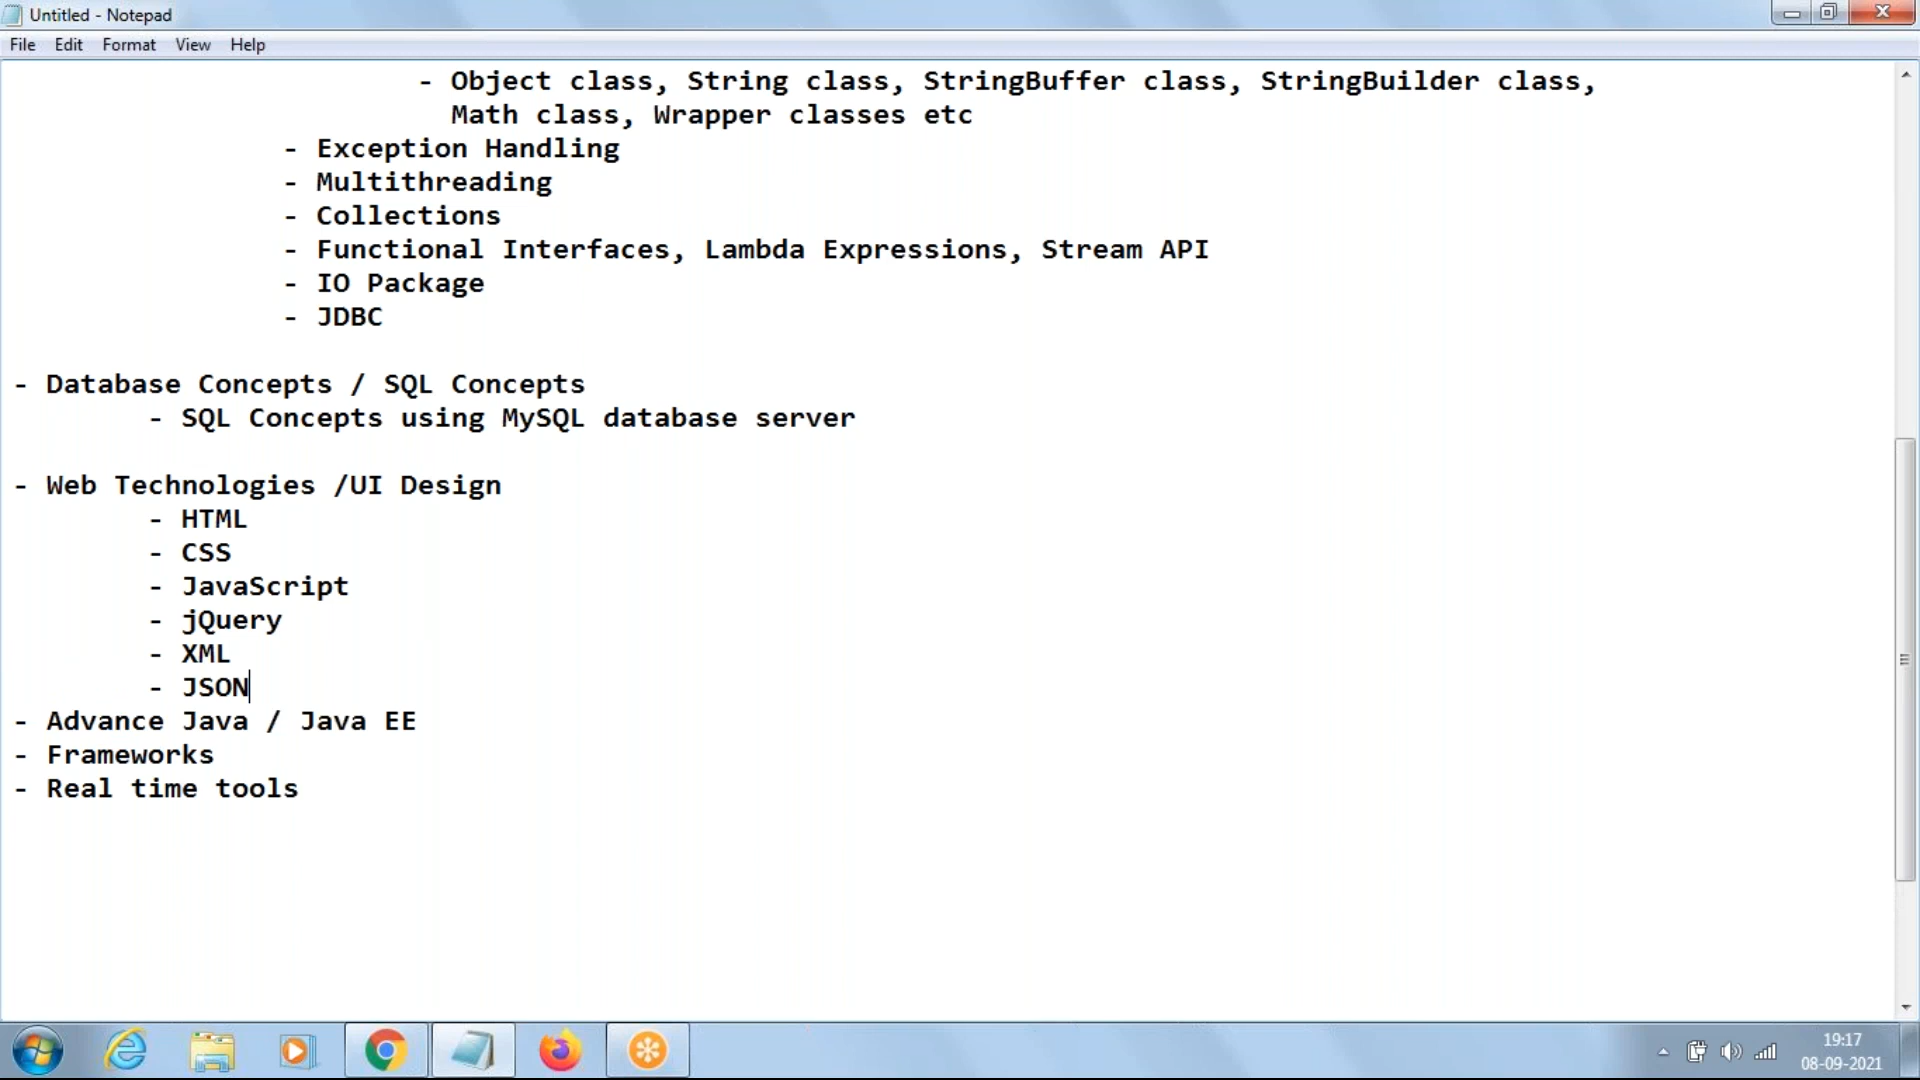 Untitled - Notepad
File Edit Format View Help
- Object class, String class, StringBuffer class, StringBuilder class,
Math class, Wrapper classes etc
- Exception Handling
- Multithreading
- Collections
- Functional Interfaces, Lambda Expressions, Stream API
- IO Package
- JDBC
- Database Concepts / SQL Concepts
- SQL Concepts using MySQL database server
- Web Technologies /UI Design
- HTML
- CSS
- JavaScript
- jQuery
- XML
- JSON
- Advance Java / Java EE
- Frameworks
- Real time tools
19:17
08-09-2021